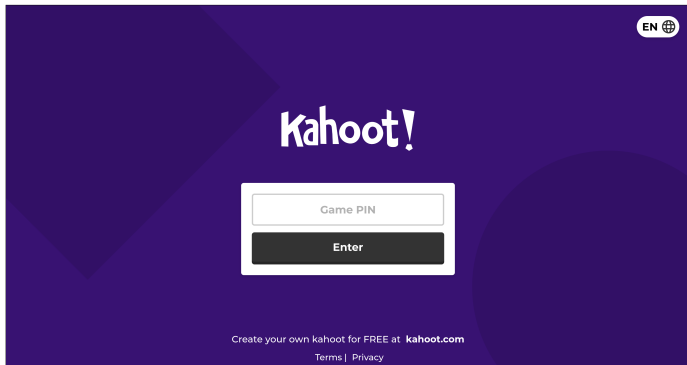 EN
Kahoot!
Game PIN
Enter
Create your own kahoot for FREE at kahoot.com
Terms | Privacy